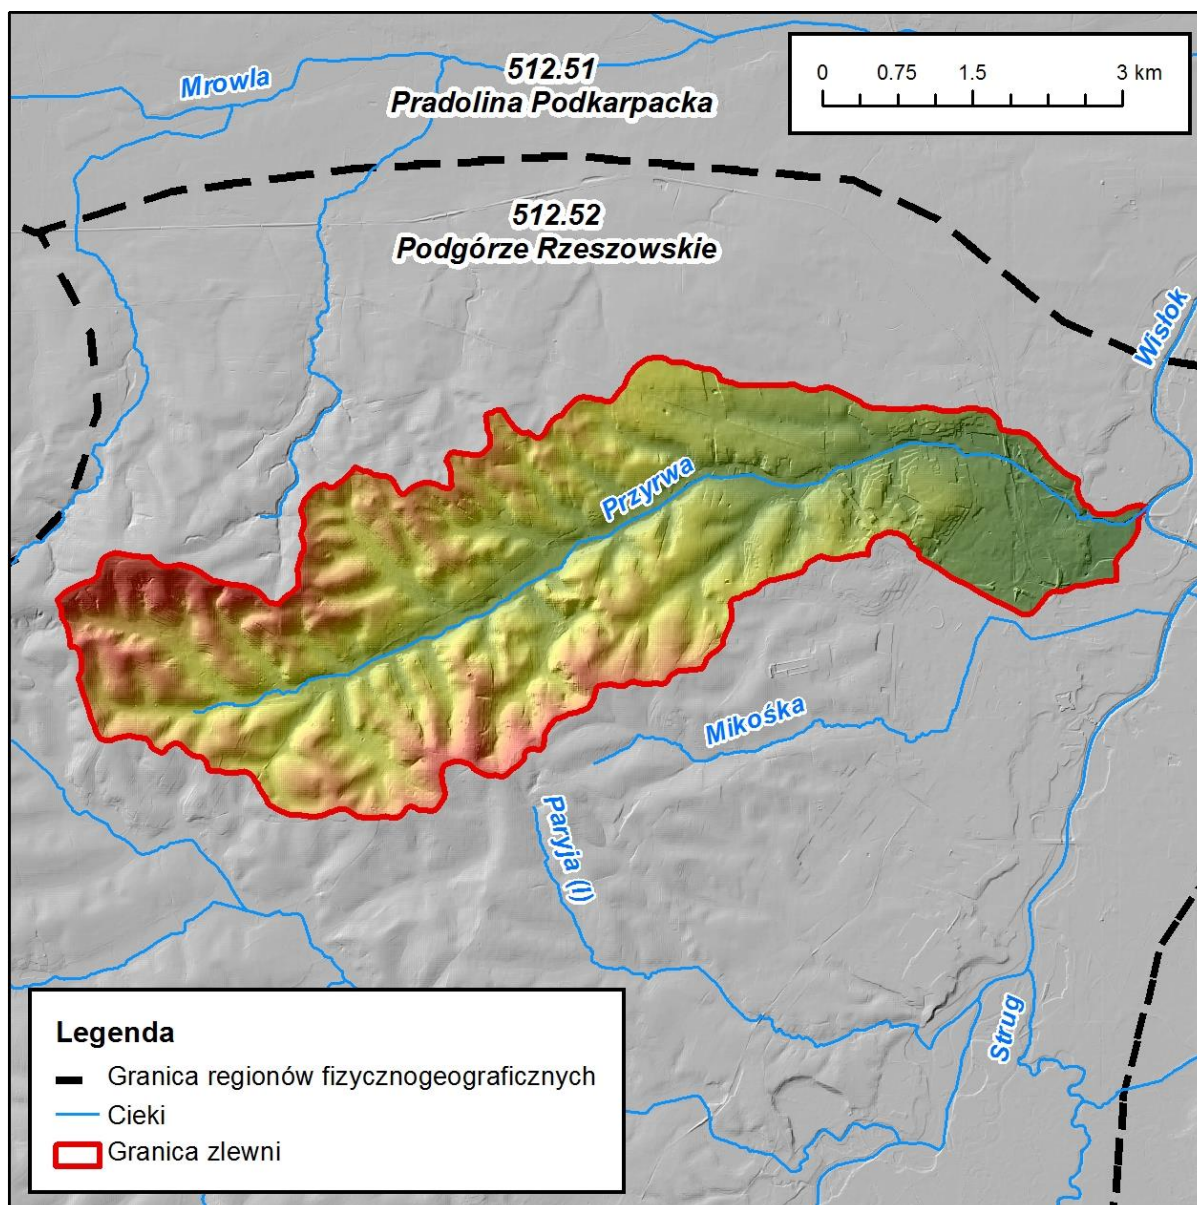 512.51
Pradolina Podkarpacka
0 0.75 1.5 3 km
Mrowla
512.52
Podgórze Rzeszowskie
Wisłok
Przyrwa
Mikośka
Paryja (I)
Strug
Legenda
Granica regionów fizycznogeograficznych
Cieki
Granica zlewni